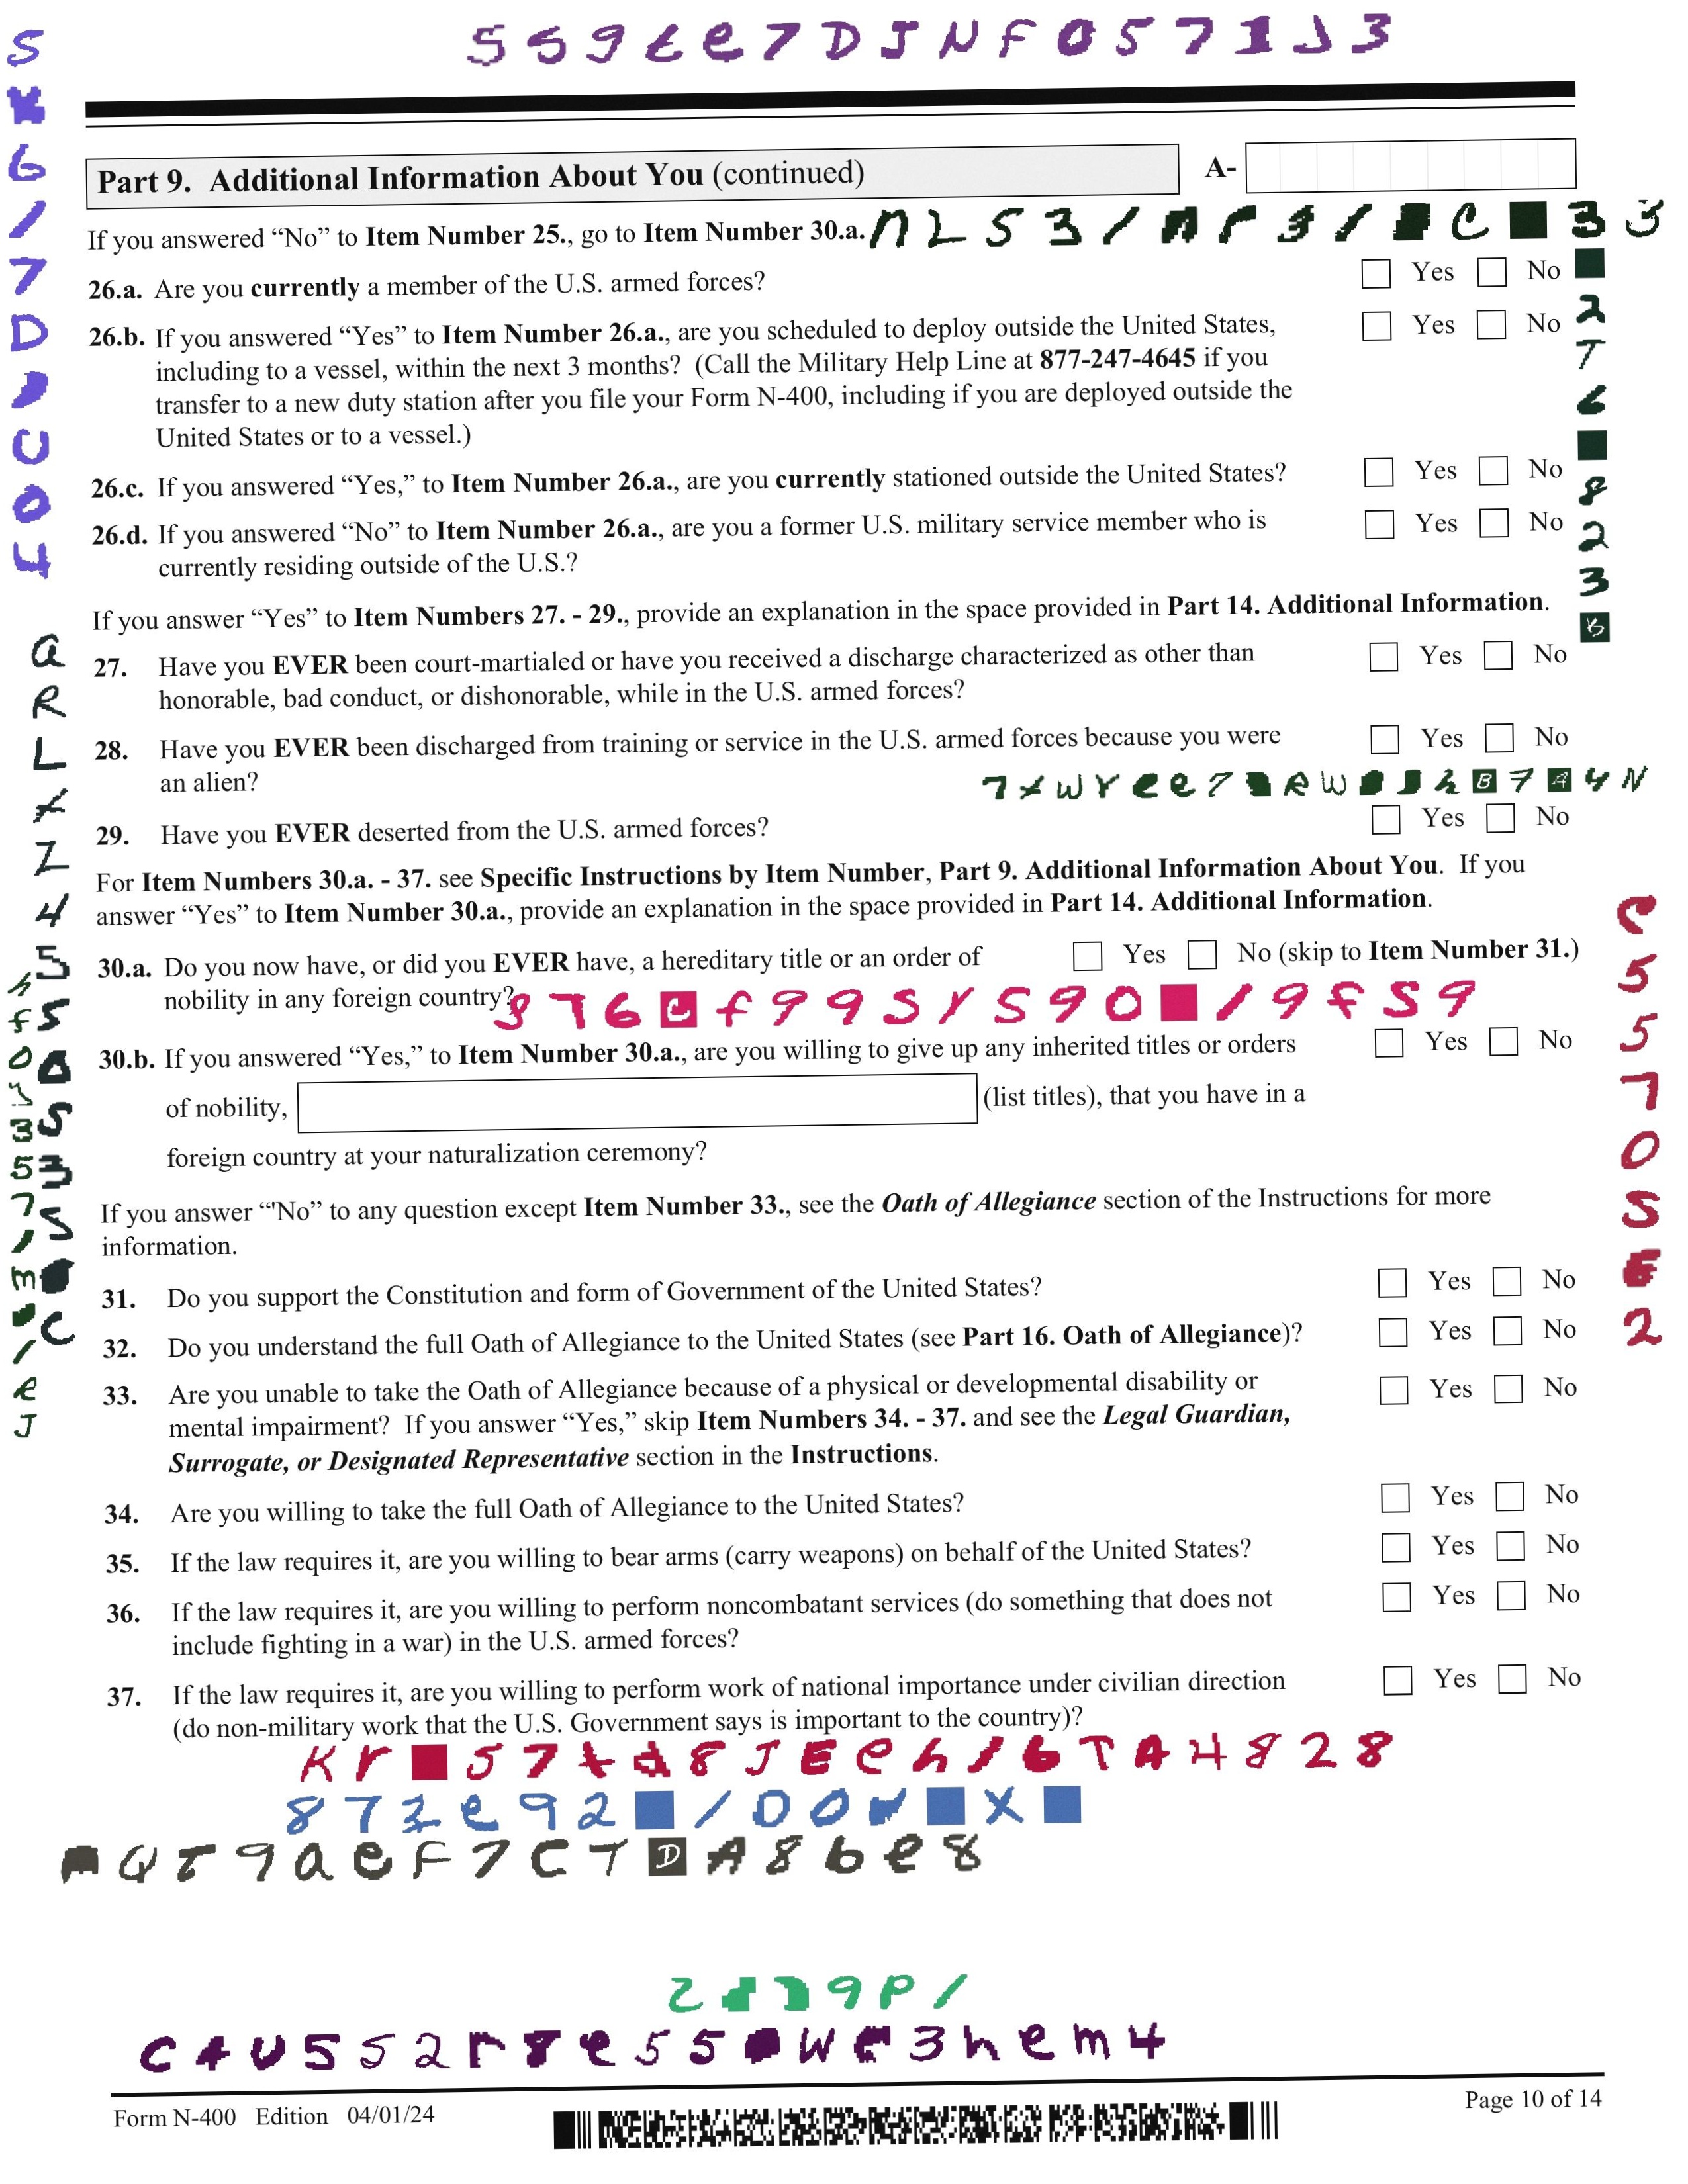 Part 9. Additional Information About You (continued)
A-
If you answered “No” to Item Number 25., go to Item Number 30.a.
26.a. Are you currently a member of the U.S. armed forces? Yes No
26.b. If you answered “Yes” to Item Number 26.a., are you scheduled to deploy outside the United States, Yes No
including to a vessel, within the next 3 months? (Call the Military Help Line at 877-247-4645 if you
transfer to a new duty station after you file your Form N-400, including if you are deployed outside the
United States or to a vessel.)
26.c. If you answered “Yes,” to Item Number 26.a., are you currently stationed outside the United States? Yes No
26.d. If you answered “No” to Item Number 26.a., are you a former U.S. military service member who is Yes No
currently residing outside of the U.S.?
If you answer “Yes” to Item Numbers 27. - 29., provide an explanation in the space provided in Part 14. Additional Information.
27. Have you EVER been court-martialed or have you received a discharge characterized as other than Yes No
honorable, bad conduct, or dishonorable, while in the U.S. armed forces?
28. Have you EVER been discharged from training or service in the U.S. armed forces because you were Yes No
an alien?
29. Have you EVER deserted from the U.S. armed forces? Yes No
For Item Numbers 30.a. - 37. see Specific Instructions by Item Number, Part 9. Additional Information About You. If you
answer “Yes” to Item Number 30.a., provide an explanation in the space provided in Part 14. Additional Information.
30.a. Do you now have, or did you EVER have, a hereditary title or an order of Yes No (skip to Item Number 31.)
nobility in any foreign country?
30.b. If you answered “Yes,” to Item Number 30.a., are you willing to give up any inherited titles or orders Yes No
of nobility, (list titles), that you have in a
foreign country at your naturalization ceremony?
If you answer “"No” to any question except Item Number 33., see the Oath of Allegiance section of the Instructions for more
information.
31. Do you support the Constitution and form of Government of the United States? Yes No
32. Do you understand the full Oath of Allegiance to the United States (see Part 16. Oath of Allegiance)? Yes No
33. Are you unable to take the Oath of Allegiance because of a physical or developmental disability or Yes No
mental impairment? If you answer “Yes,” skip Item Numbers 34. - 37. and see the Legal Guardian,
Surrogate, or Designated Representative section in the Instructions.
34. Are you willing to take the full Oath of Allegiance to the United States? Yes No
35. If the law requires it, are you willing to bear arms (carry weapons) on behalf of the United States? Yes No
36. If the law requires it, are you willing to perform noncombatant services (do something that does not Yes No
include fighting in a war) in the U.S. armed forces?
37. If the law requires it, are you willing to perform work of national importance under civilian direction Yes No
(do non-military work that the U.S. Government says is important to the country)?
Form N-400 Edition 04/01/24
Page 10 of 14